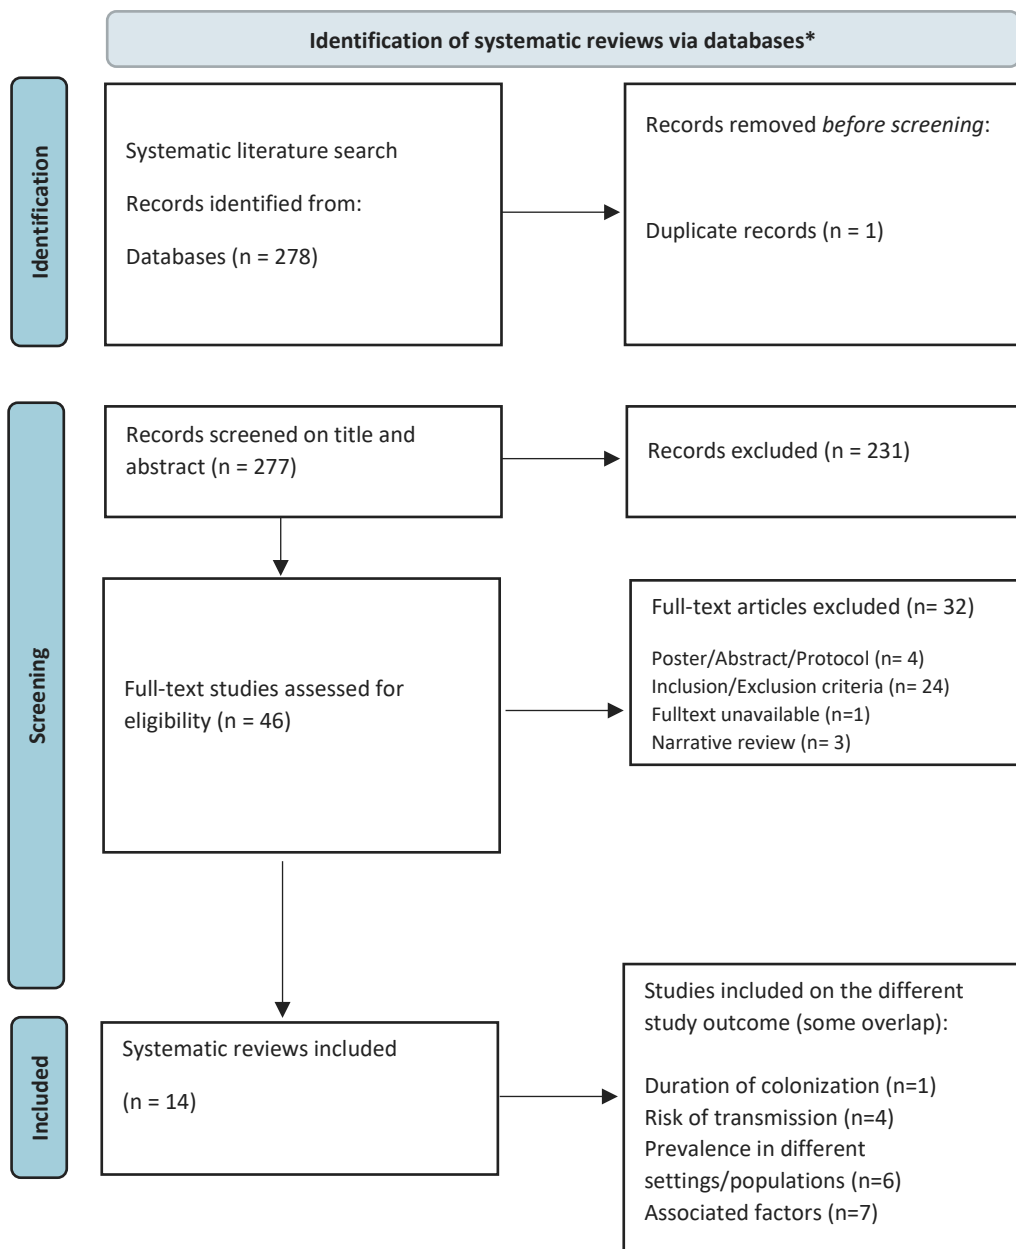 Identification of systematic reviews via databases*
Identification
Systematic literature search
Records identified from:
Databases (n = 278)
Records removed before screening:
Duplicate records (n = 1)
Screening
Records screened on title and
abstract (n = 277)
Records excluded (n = 231)
Full-text studies assessed for
eligibility (n = 46)
Full-text articles excluded (n= 32)
Poster/Abstract/Protocol (n= 4)
Inclusion/Exclusion criteria (n= 24)
Fulltext unavailable (n=1)
Narrative review (n= 3)
Included
Systematic reviews included
(n = 14)
Studies included on the different
study outcome (some overlap):
Duration of colonization (n=1)
Risk of transmission (n=4)
Prevalence in different
settings/populations (n=6)
Associated factors (n=7)